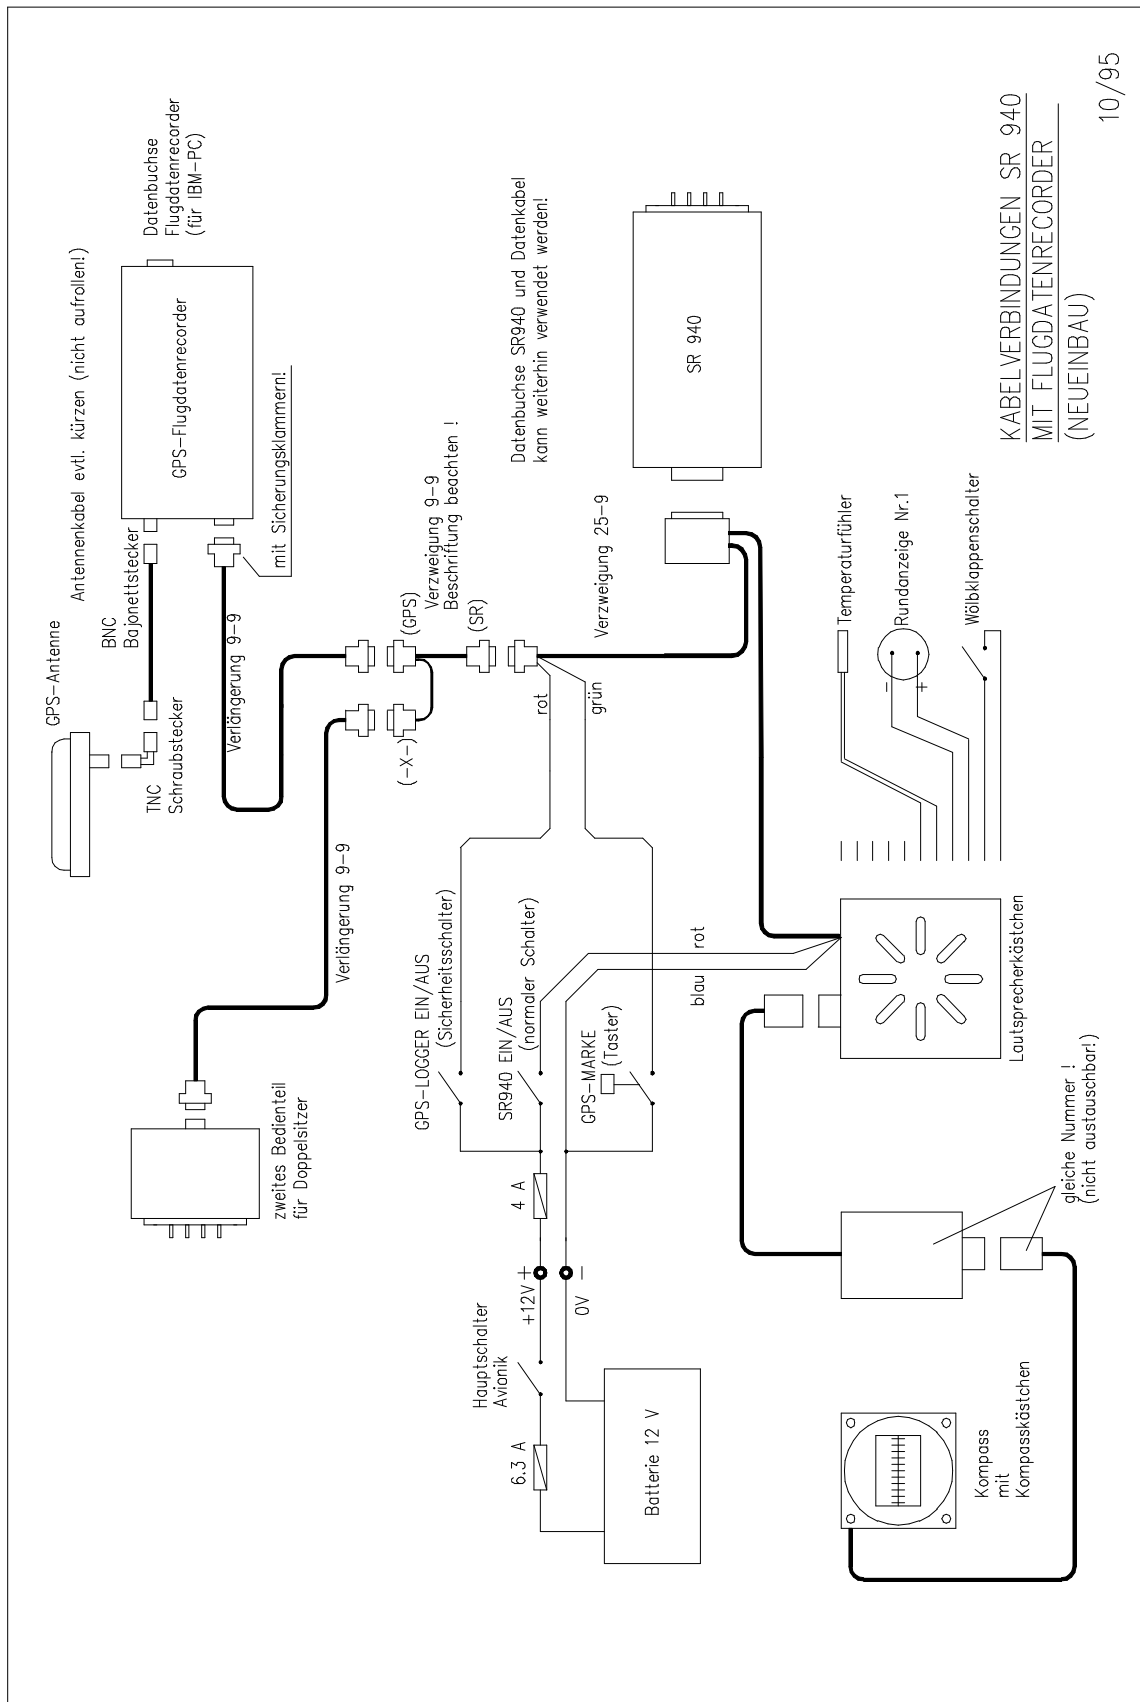 GPS-Antenne
Antennenkabel evtl. kürzen (nicht aufrollen!)
TNC
Schraubstecker
BNC
Bajonettstecker
Datenbuchse
Flugdatenrecorder
(für IBM-PC)
GPS-Flugdatenrecorder
mit Sicherungsklammern!
Verlängerung 9-9
zweites Bedienteil
für Doppelsitzer
Verlängerung 9-9
(-X-)
(GPS)
Verzweigung 9-9
Beschriftung beachten !
(SR)
Datenbuchse SR940 und Datenkabel
kann weiterhin verwendet werden!
GPS-LOGGER EIN/AUS
(Sicherheitsschalter)
SR940 EIN/AUS
(normaler Schalter)
GPS-MARKE
(Taster)
rot
grün
Verzweigung 25-9
SR 940
Hauptschalter
Avionik
6.3 A
+12V
+
4 A
0V
-
Batterie 12 V
blau
rot
Temperaturfühler
-
+
Rundanzeige Nr.1
Wölbklappenschalter
Kompass
mit
Kompasskästchen
gleiche Nummer !
(nicht austauschbar!)
Lautsprecherkästchen
KABELVERBINDUNGEN SR 940
MIT FLUGDATENRECORDER
(NEUEINBAU)
10/95